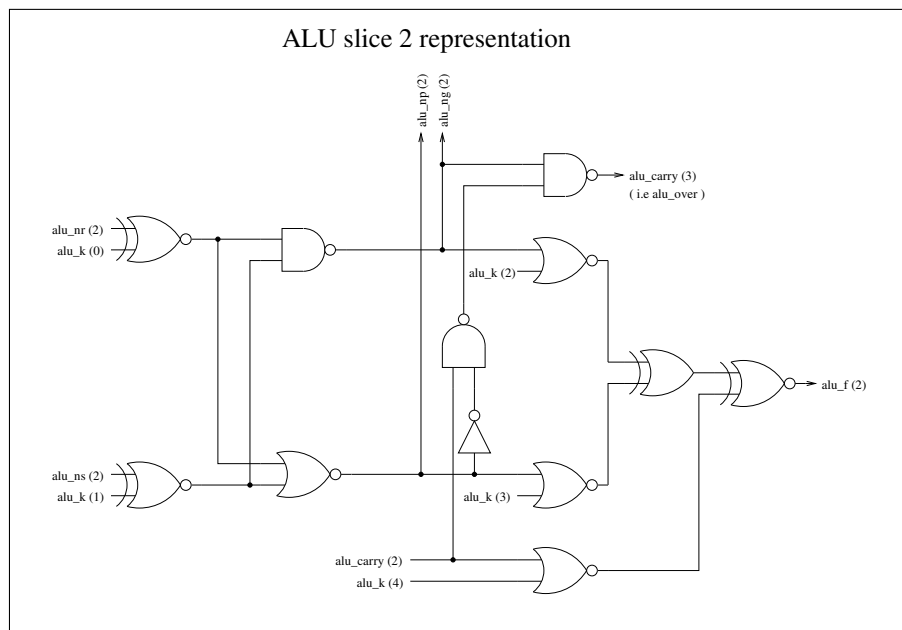 ALU slice 2 representation
alu_np (2)
alu_ng (2)
alu_carry (3)
( i.e alu_over )
alu_nr (2)
alu_k (0)
alu_k (2)
alu_f (2)
alu_ns (2)
alu_k (1)
alu_k (3)
alu_carry (2)
alu_k (4)